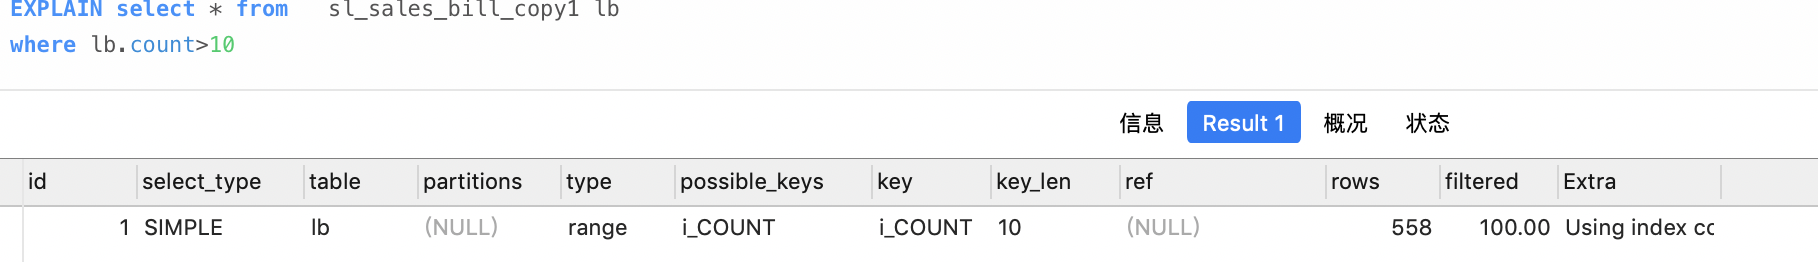 EXPLAIN select * from sl_sales_bill_copy1 lb
where lb.count>10
信息 Result 1 概况 状态
id select_type table partitions type possible_keys key key_len ref rows filtered Extra
1 SIMPLE lb (NULL) range i_COUNT i_COUNT 10 (NULL) 558 100.00 Using index